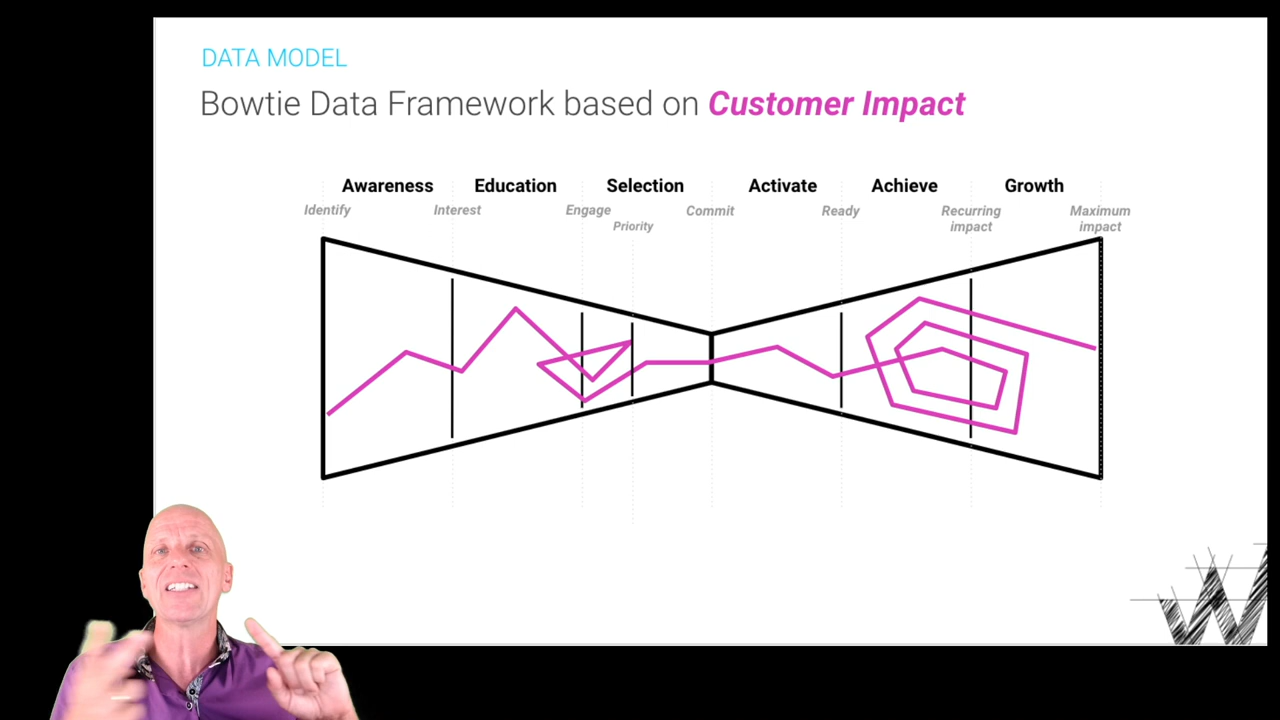 DATA MODEL
Bowtie Data Framework based on Customer Impact
Awareness Education Selection Activate Achieve Growth
Identify Interest Engage Commit Ready Recurring Maximum
Priority impact impact
W